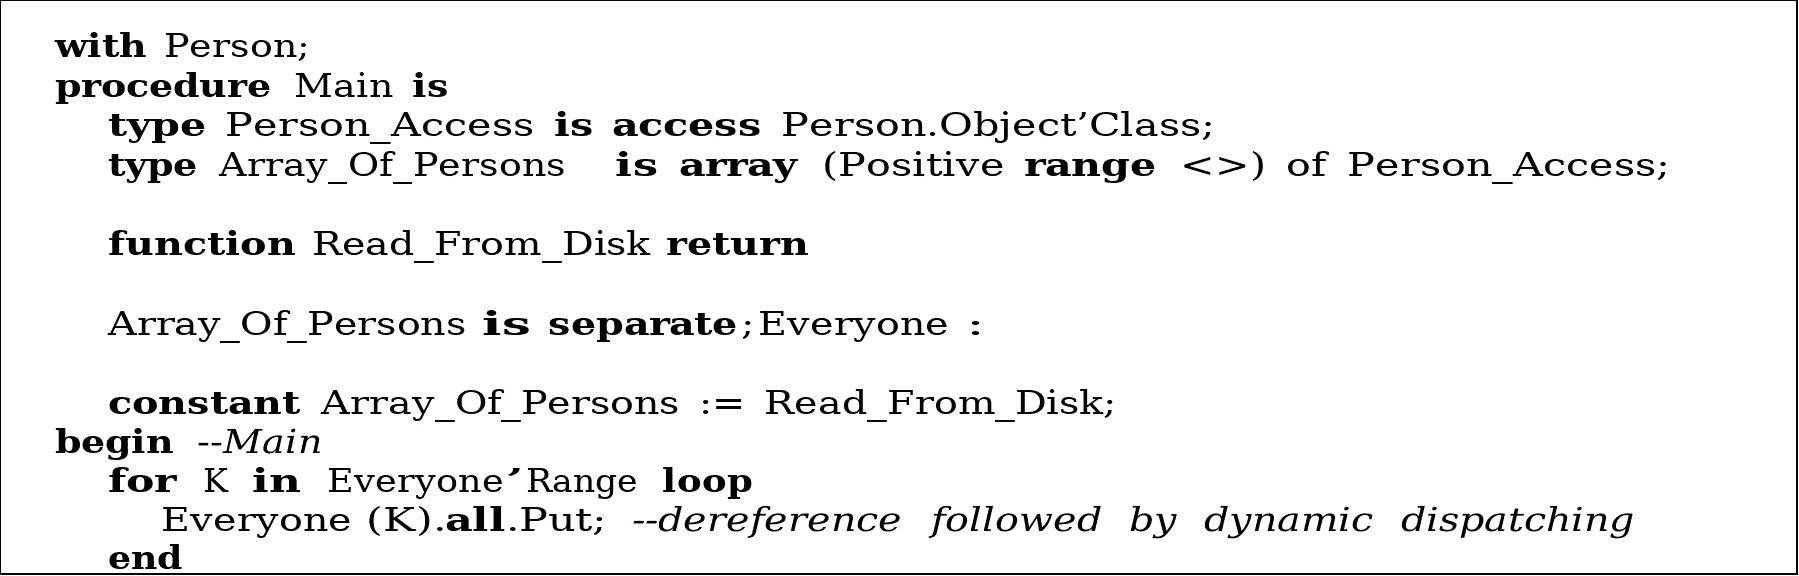 with Person;
procedure Main is
type Person_Access is access Person.Object’Class;
type Array_Of_Persons is array (Positive range <>) of Person_Access;
function Read_From_Disk return
Array_Of_Persons is separate;Everyone :
constant Array_Of_Persons := Read_From_Disk;
begin --Main
for K in Everyone’Range loop
Everyone (K).all.Put; --dereference followed by dynamic dispatching
end